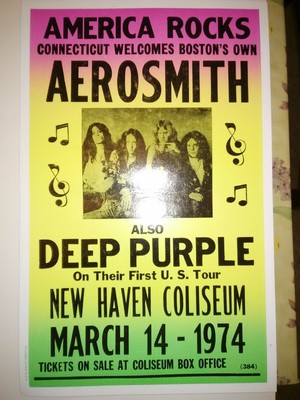 AMERICA ROCKS
CONNECTICUT WELCOMES BOSTON'S OWN
AEROSMITH
ALSO
DEEP PURPLE
On Their First U. S. Tour
NEW HAVEN COLISEUM
MARCH 14 - 1974
TICKETS ON SALE AT COLISEUM BOX OFFICE (384)